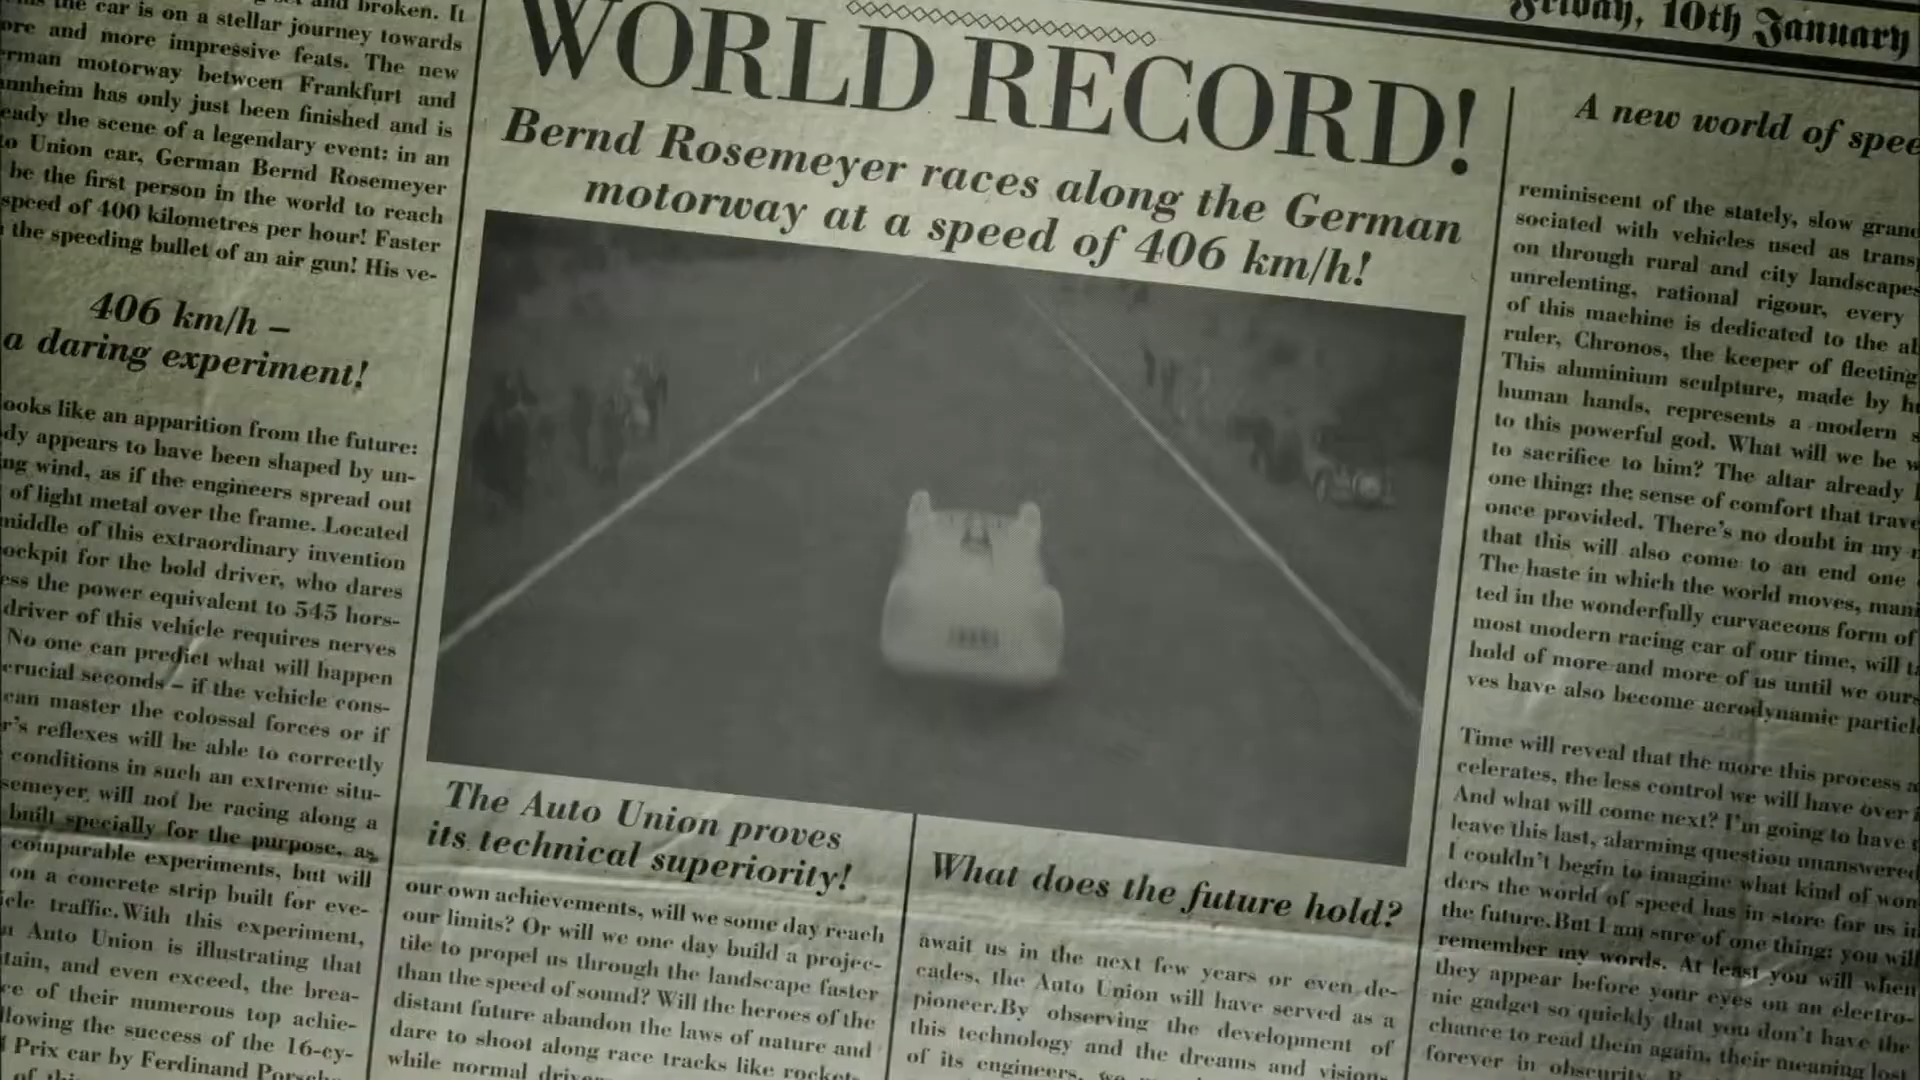 Friday, 10th January
and broken. It
the car is on a stellar journey towards
and more impressive feats. The new
motorway between Frankfurt and
has only just been finished and is
the scene of a legendary event: in an
Union car, German Bernd Rosemeyer
be the first person in the world to reach
speed of 400 kilometres per hour! Faster
the speeding bullet of an air gun! His ve-
406 km/h –
a daring experiment!
ooks like an apparition from the future:
dy appears to have been shaped by un-
ng wind, as if the engineers spread out
of light metal over the frame. Located
middle of this extraordinary invention
ockpit for the bold driver, who dares
ess the power equivalent to 545 hors-
driver of this vehicle requires nerves
No one can predict what will happen
crucial seconds – if the vehicle cons-
can master the colossal forces or if
r's reflexes will be able to correctly
conditions in such an extreme situ-
semeyer will not be racing along a
built specially for the purpose, as
comparable experiments, but will
on a concrete strip built for eve-
icle traffic.With this experiment,
Auto Union is illustrating that
tain, and even exceed, the brea-
ce of their numerous top achie-
llowing the success of the 16-cy-
Prix car by Ferdinand
WORLD RECORD!
Bernd Rosemeyer races along the German
motorway at a speed of 406 km/h!
The Auto Union proves
its technical superiority!
our own achievements, will we some day reach
our limits? Or will we one day build a projec-
tile to propel us through the landscape faster
than the speed of sound? Will the heroes of the
distant future abandon the laws of nature and
dare to shoot along race tracks like rockets
while normal
What does the future hold?
await us in the next few years or even de-
cades, the Auto Union will have served as a
pioneer.By observing the development of
this technology and the dreams and visions
of its engineers,
A new world of spee
reminiscent of the stately, slow
sociated with vehicles used as
on through rural and city landscapes
unrelenting, rational rigour, every
of this machine is dedicated to the
ruler, Chronos, the keeper of fleeting
This aluminium sculpture, made by
human hands, represents a modern
to this powerful god. What will we be
to sacrifice to him? The altar already
one thing: the sense of comfort that
once provided. There's no doubt in my
that this will also come to an end one
The haste in which the world moves, mani
ted in the wonderfully curvaceous form of
most modern racing car of our time, will
hold of more and more of us until we
ves have also become aerodynamic
Time will reveal that the more this process
celerates, the less control we will have over
And what will come next? I'm going to have
leave this last, alarming question unanswered
I couldn't begin to imagine what kind of won
ders the world of speed has in store for us
the future.But I am sure of one thing: you will
remember my words. At least you will when
they appear before your eyes on an electro-
nic gadget so quickly that you don't have the
chance to read them again, their meaning lost
forever in obscurity.